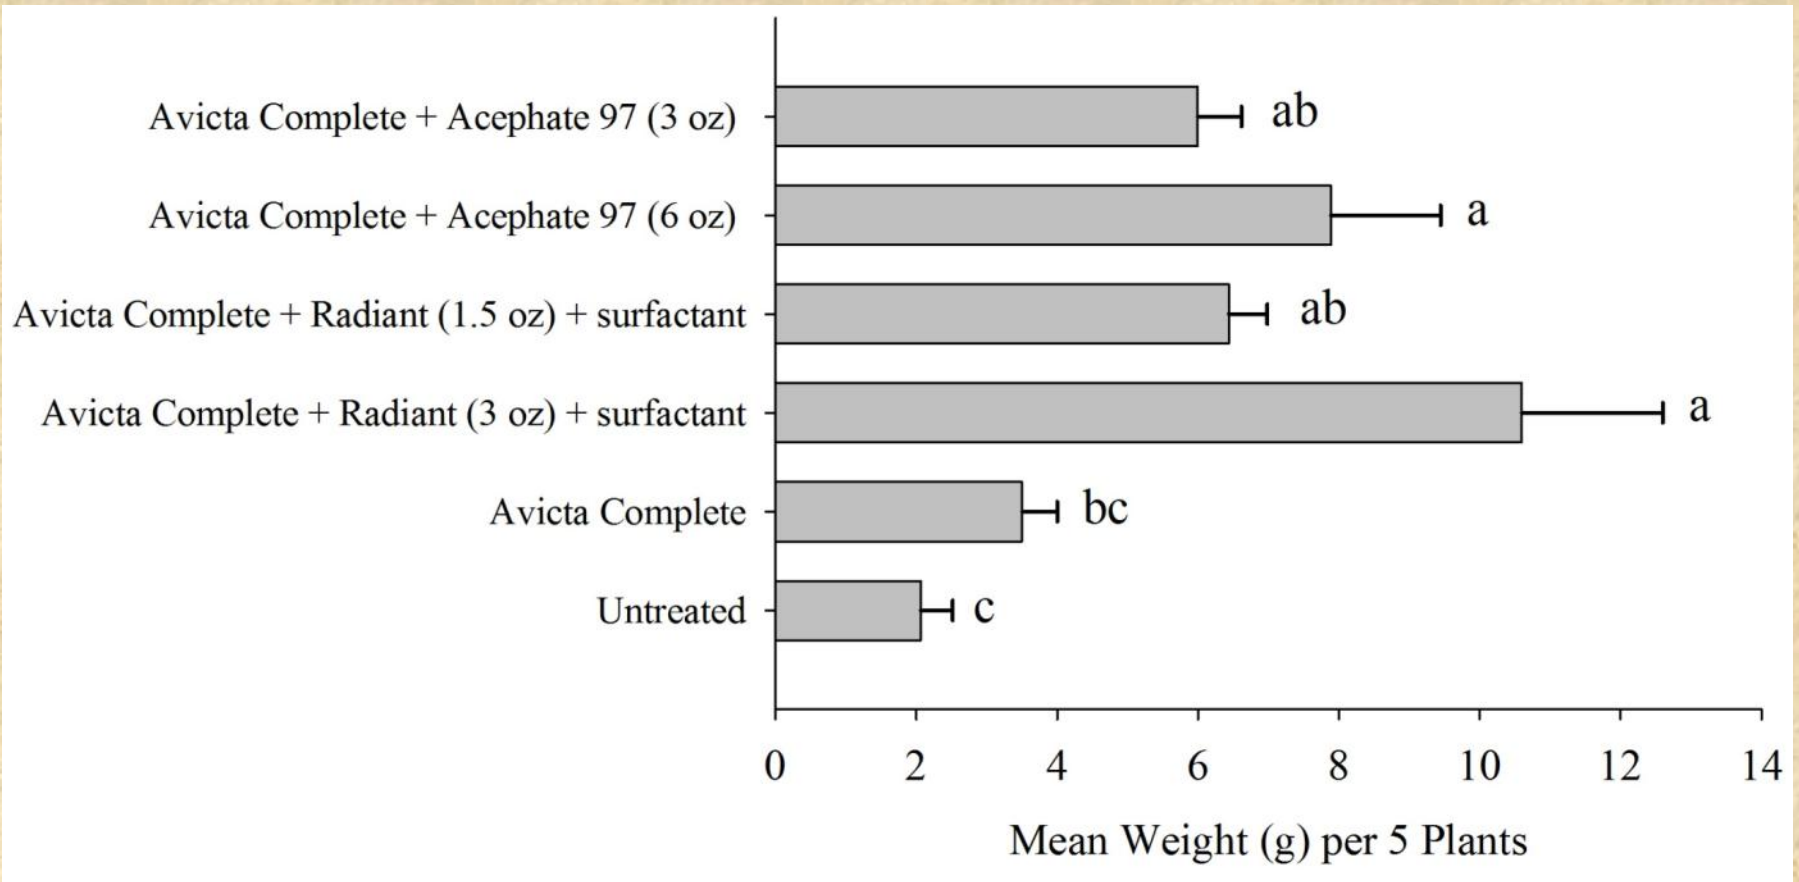 Avicta Complete + Acephate 97 (3 oz)
ab
Avicta Complete + Acephate 97 (6 oz)
a
Avicta Complete + Radiant (1.5 oz) + surfactant
ab
Avicta Complete + Radiant (3 oz) + surfactant
a
Avicta Complete
bc
Untreated
c
0 2 4 6 8 10 12 14
Mean Weight (g) per 5 Plants